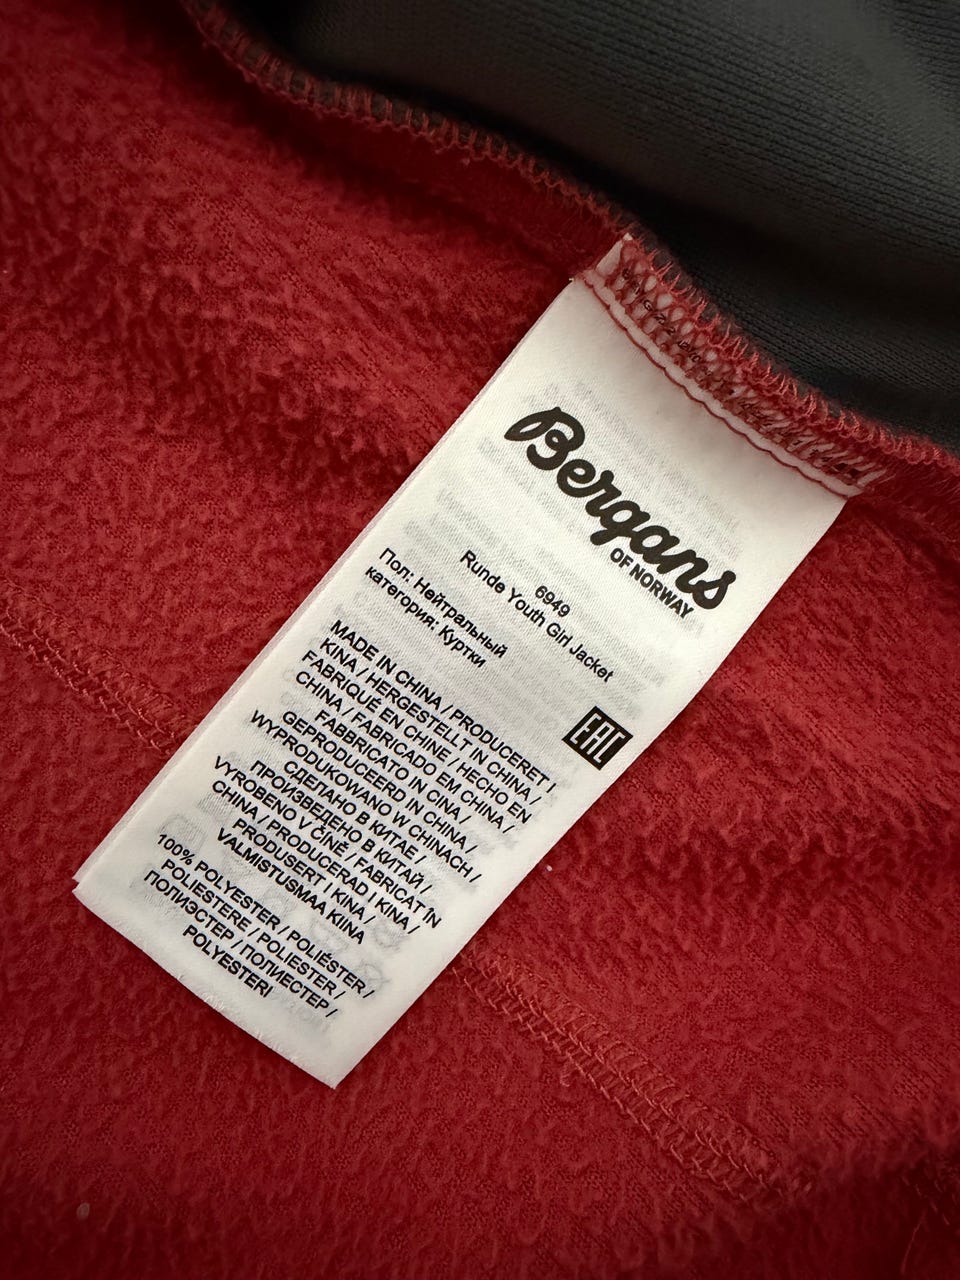 Bergans
OF NORWAY
6949
Runde Youth Girl Jacket
Пол: Нейтральный
категория: Куртки
EAC
MADE IN CHINA / PRODUCERET I
KINA / HERGESTELLT IN CHINA /
FABRIQUÉ EN CHINE / HECHO EN
CHINA / FABRICADO EM CHINA /
FABBRICATO IN CINA /
GEPRODUCEERD IN CHINA /
WYPRODUKOWANO W CHINACH /
СДЕЛАНО В КИТАЕ /
ПРОИЗВЕДЕНО В КИТАЙ /
VYROBENO V ČÍNĚ / FABRICAT ÎN
CHINA / PRODUCERAD I KINA /
PRODUSERT I KINA /
VALMISTUSMAA KIINA
100% POLYESTER / POLIÉSTER /
POLIESTERE / POLIESTER /
ПОЛИЭСТЕР / ПОЛИЕСТЕР /
POLYESTERI